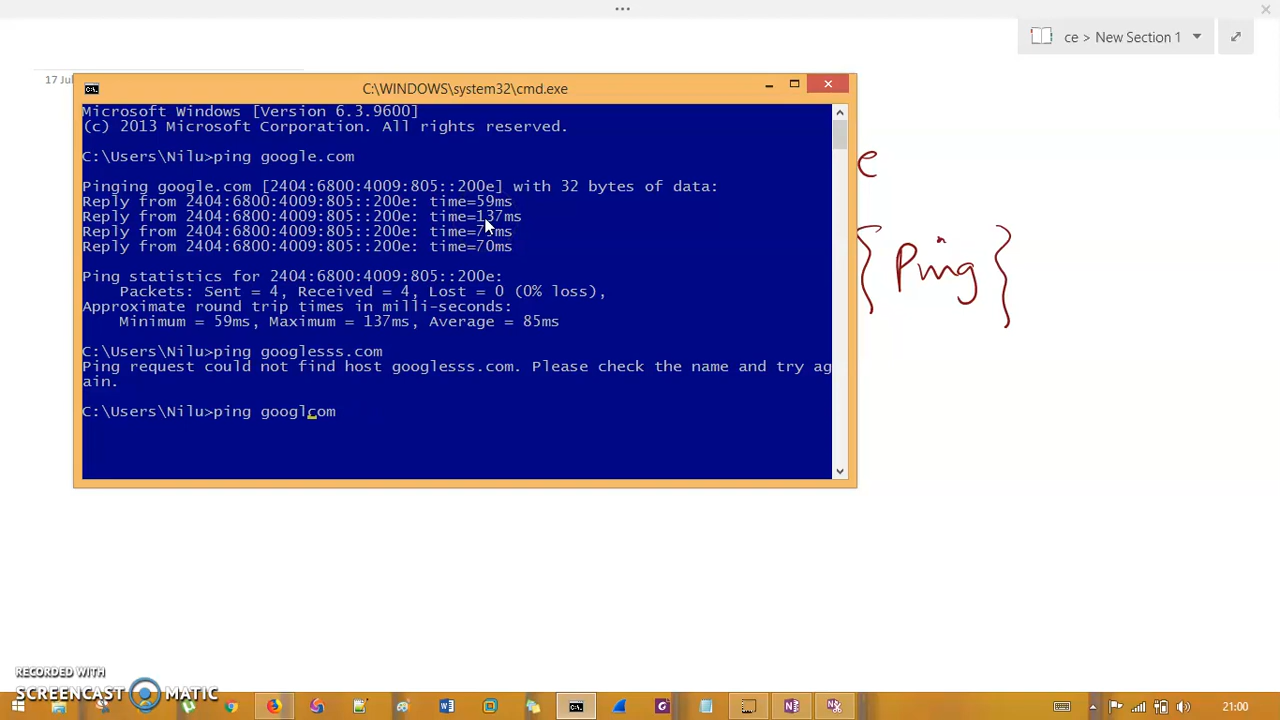 ...
ce > New Section 1
17 Jul
C:\WINDOWS\system32\cmd.exe
Microsoft Windows [Version 6.3.9600]
(c) 2013 Microsoft Corporation. All rights reserved.
C:\Users\Nilu>ping google.com
Pinging google.com [2404:6800:4009:805::200e] with 32 bytes of data:
Reply from 2404:6800:4009:805::200e: time=59ms
Reply from 2404:6800:4009:805::200e: time=137ms
Reply from 2404:6800:4009:805::200e:
Reply from 2404:6800:4009:805::200e: time=70ms
Ping statistics for 2404:6800:4009:805::200e:
Packets: Sent = 4, Received = 4, Lost = 0 (0% loss),
Approximate round trip times in milli-seconds:
Minimum = 59ms, Maximum = 137ms, Average = 85ms
C:\Users\Nilu>ping googlesss.com
Ping request could not find host googlesss.com. Please check the name and try ag
ain.
C:\Users\Nilu>ping googlcom
e
{ Ping }
RECORDED WITH
SCREENCAST MATIC
21:00